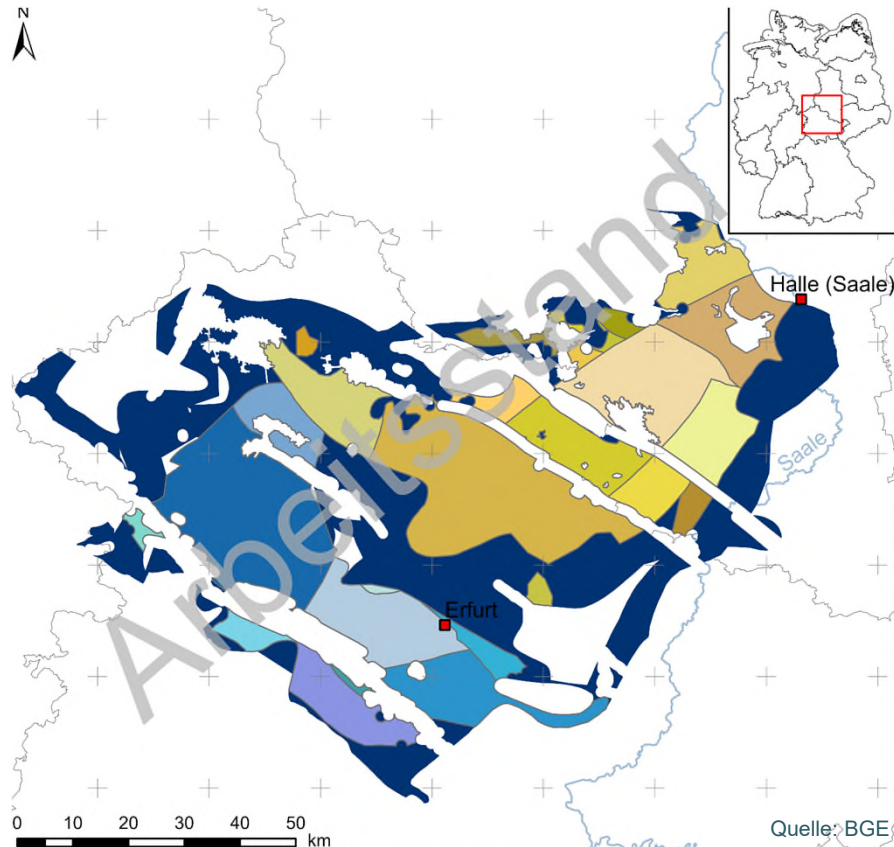 N
Halle (Saale)
Saale
Arbeitsstand
Erfurt
0 10 20 30 40 50
km
Quelle: BGE